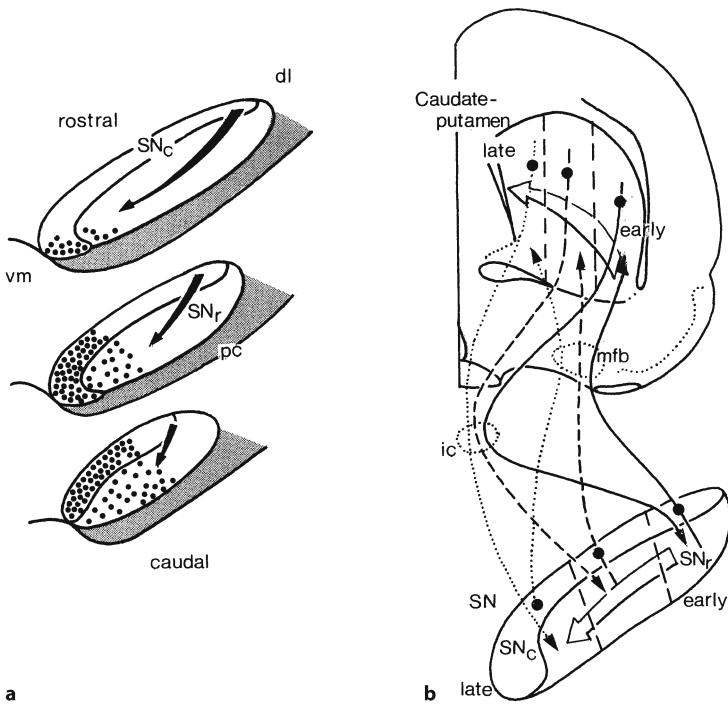 dl
rostral
SNC
vm
SNr
pc
caudal
a
Caudate-
putamen
late
early
mfb
ic
SNr
SN
early
SNC
late
b